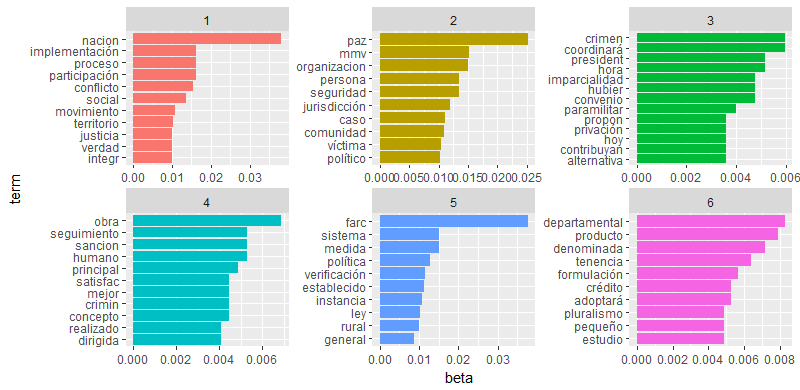 1
nacion
implementación
proceso
participación
conflicto
social
movimiento
territorio
justicia
verdad
integr
0.00 0.01 0.02 0.03
2
paz
mmv
organizacion
persona
seguridad
jurisdicción
caso
comunidad
víctima
político
0.000 0.005 0.010 0.015 0.020 0.025
3
crimen
coordinará
president
hora
imparcialidad
hubier
convenio
paramilitar
propon
privación
hoy
contribuyan
alternativa
0.000 0.002 0.004 0.006
term
4
obra
seguimiento
sancion
humano
principal
satisfac
mejor
crimin
concepto
realizado
dirigida
0.000 0.002 0.004 0.006
5
farc
sistema
medida
política
verificación
establecido
instancia
ley
rural
general
0.00 0.01 0.02 0.03
6
departamental
producto
denominada
tenencia
formulación
crédito
adoptará
pluralismo
pequeño
estudio
0.000 0.002 0.004 0.006 0.008
beta